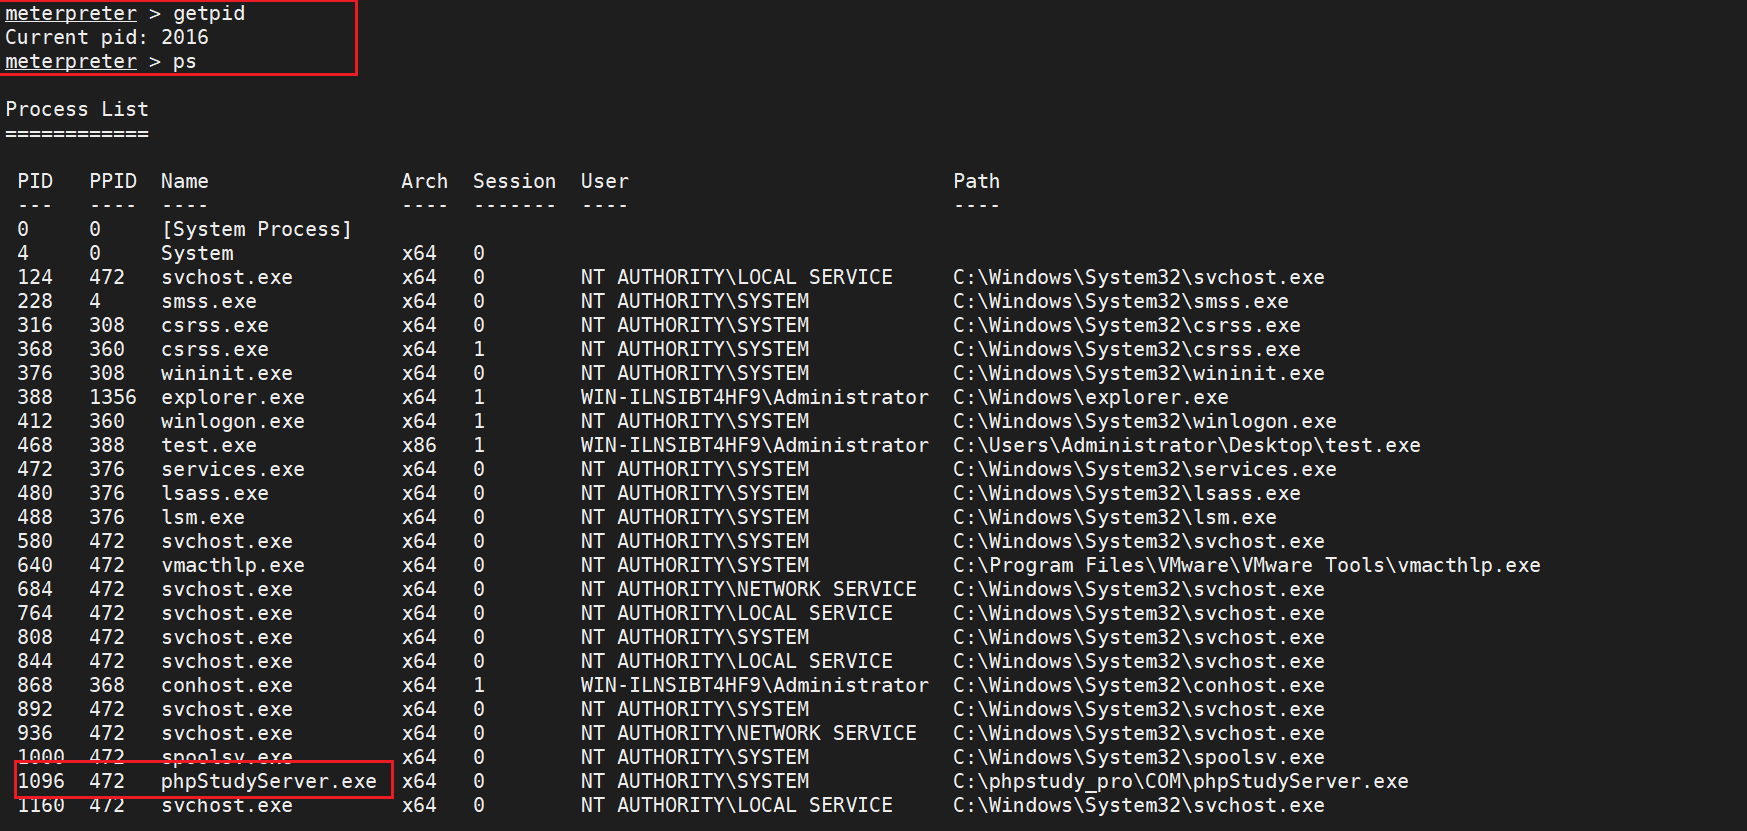 meterpreter > getpid
Current pid: 2016
meterpreter > ps
Process List
============
PID   PPID  Name                Arch  Session  User                           Path
---   ----  ----                ----  -------  ----                           ----
0     0     [System Process]
4     0     System              x64   0
124   472   svchost.exe         x64   0        NT AUTHORITY\LOCAL SERVICE     C:\Windows\System32\svchost.exe
228   4     smss.exe            x64   0        NT AUTHORITY\SYSTEM            C:\Windows\System32\smss.exe
316   308   csrss.exe           x64   0        NT AUTHORITY\SYSTEM            C:\Windows\System32\csrss.exe
368   360   csrss.exe           x64   1        NT AUTHORITY\SYSTEM            C:\Windows\System32\csrss.exe
376   308   wininit.exe         x64   0        NT AUTHORITY\SYSTEM            C:\Windows\System32\wininit.exe
388   1356  explorer.exe        x64   1        WIN-ILNSIBT4HF9\Administrator  C:\Windows\explorer.exe
412   360   winlogon.exe        x64   1        NT AUTHORITY\SYSTEM            C:\Windows\System32\winlogon.exe
468   388   test.exe            x86   1        WIN-ILNSIBT4HF9\Administrator  C:\Users\Administrator\Desktop\test.exe
472   376   services.exe        x64   0        NT AUTHORITY\SYSTEM            C:\Windows\System32\services.exe
480   376   lsass.exe           x64   0        NT AUTHORITY\SYSTEM            C:\Windows\System32\lsass.exe
488   376   lsm.exe             x64   0        NT AUTHORITY\SYSTEM            C:\Windows\System32\lsm.exe
580   472   svchost.exe         x64   0        NT AUTHORITY\SYSTEM            C:\Windows\System32\svchost.exe
640   472   vmacthlp.exe        x64   0        NT AUTHORITY\SYSTEM            C:\Program Files\VMware\VMware Tools\vmacthlp.exe
684   472   svchost.exe         x64   0        NT AUTHORITY\NETWORK SERVICE   C:\Windows\System32\svchost.exe
764   472   svchost.exe         x64   0        NT AUTHORITY\LOCAL SERVICE     C:\Windows\System32\svchost.exe
808   472   svchost.exe         x64   0        NT AUTHORITY\SYSTEM            C:\Windows\System32\svchost.exe
844   472   svchost.exe         x64   0        NT AUTHORITY\LOCAL SERVICE     C:\Windows\System32\svchost.exe
868   368   conhost.exe         x64   1        WIN-ILNSIBT4HF9\Administrator  C:\Windows\System32\conhost.exe
892   472   svchost.exe         x64   0        NT AUTHORITY\SYSTEM            C:\Windows\System32\svchost.exe
936   472   svchost.exe         x64   0        NT AUTHORITY\NETWORK SERVICE   C:\Windows\System32\svchost.exe
1000  472   spoolsv.exe         x64   0        NT AUTHORITY\SYSTEM            C:\Windows\System32\spoolsv.exe
1096  472   phpStudyServer.exe  x64   0        NT AUTHORITY\SYSTEM            C:\phpstudy_pro\COM\phpStudyServer.exe
1160  472   svchost.exe         x64   0        NT AUTHORITY\LOCAL SERVICE     C:\Windows\System32\svchost.exe